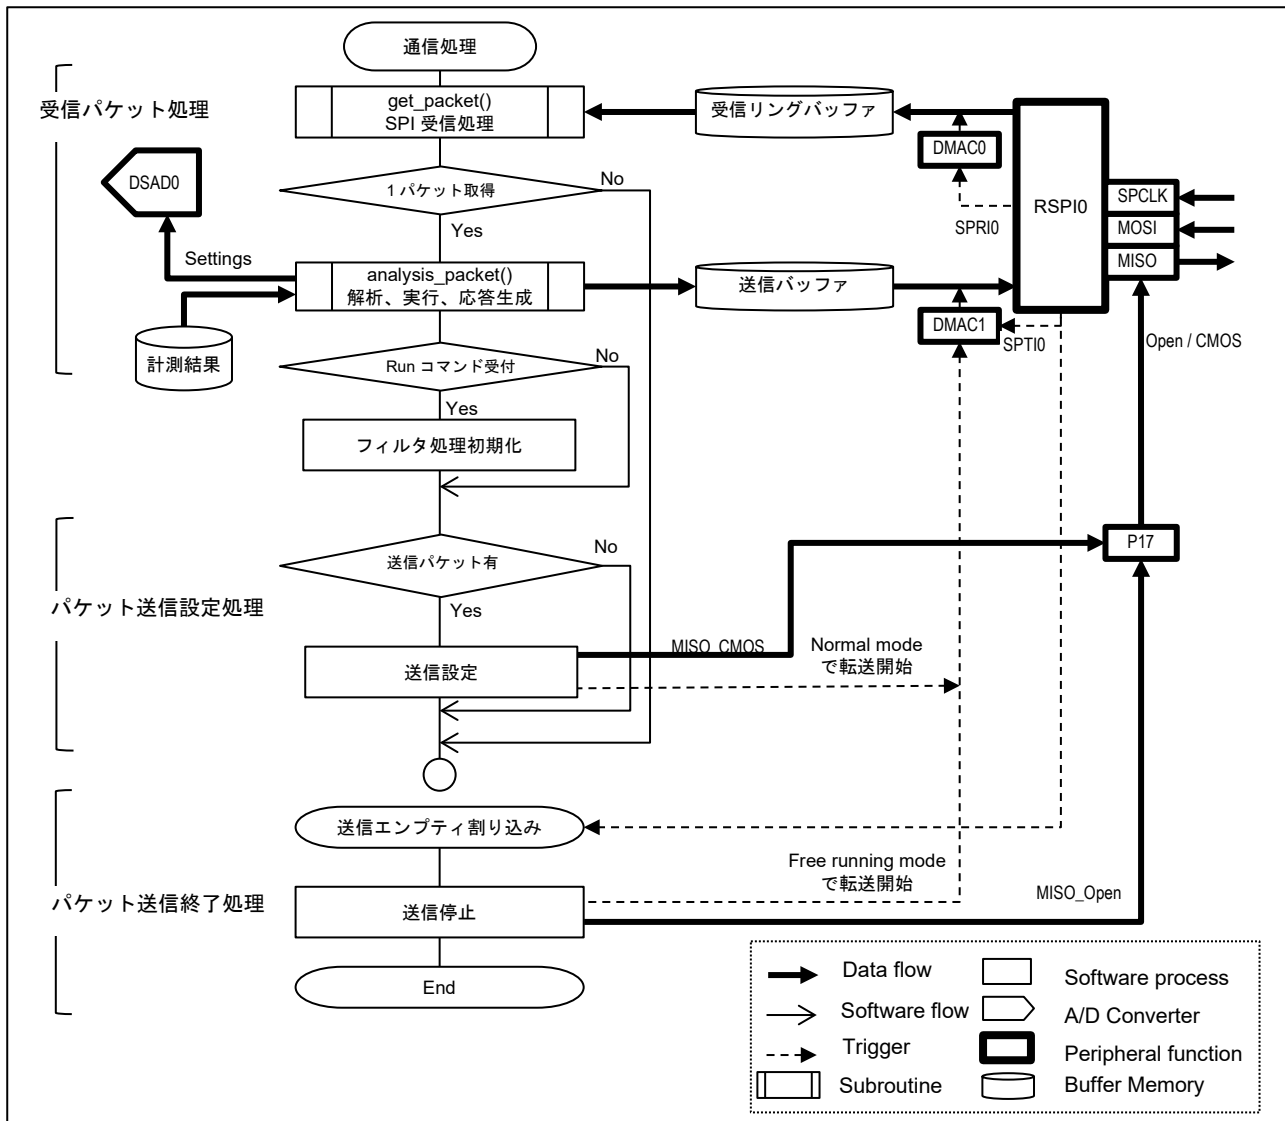 通信処理
受信パケット処理
get_packet()
SPI 受信処理
受信リングバッファ
DMAC0
RSPI0
SPCLK
MOSI
MISO
DSAD0
1 パケット取得
No
Yes
SPRI0
Settings
analysis_packet()
解析、実行、応答生成
送信バッファ
DMAC1
SPTI0
Open / CMOS
計測結果
Run コマンド受付
No
Yes
フィルタ処理初期化
送信パケット有
No
Yes
P17
パケット送信設定処理
MISO_CMOS
Normal mode
で転送開始
送信設定
送信エンプティ割り込み
Free running mode
で転送開始
パケット送信終了処理
送信停止
MISO_Open
End
Data flow
Software process
Software flow
A/D Converter
Trigger
Peripheral function
Subroutine
Buffer Memory